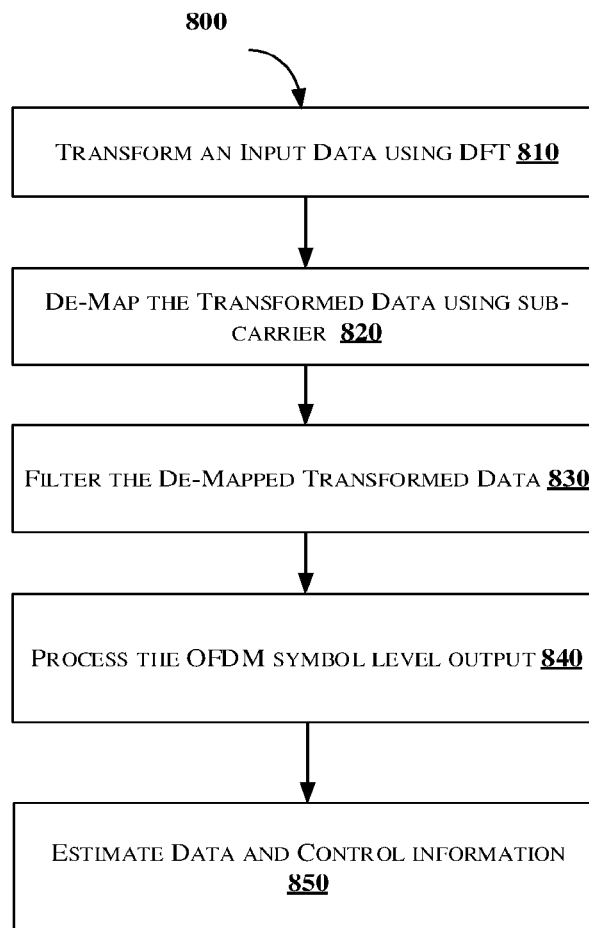 800
TRANSFORM AN INPUT DATA USING DFT 810
DE-MAP THE TRANSFORMED DATA USING SUB-
CARRIER 820
FILTER THE DE-MAPPED TRANSFORMED DATA 830
PROCESS THE OFDM SYMBOL LEVEL OUTPUT 840
ESTIMATE DATA AND CONTROL INFORMATION
850